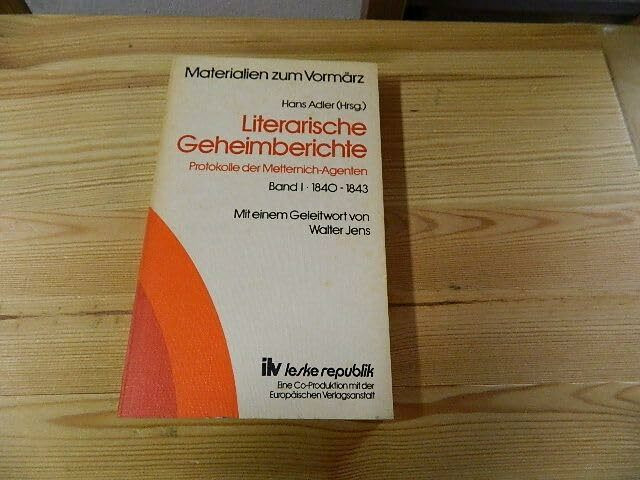 Materialien zum Vormärz
Hans Adler (Hrsg.)
Literarische
Geheimberichte
Protokolle der Metternich-Agenten
Band I · 1840 - 1843
Mit einem Geleitwort von
Walter Jens
ilv leske republik
Eine Co-Produktion mit der
Europäischen Verlagsanstalt